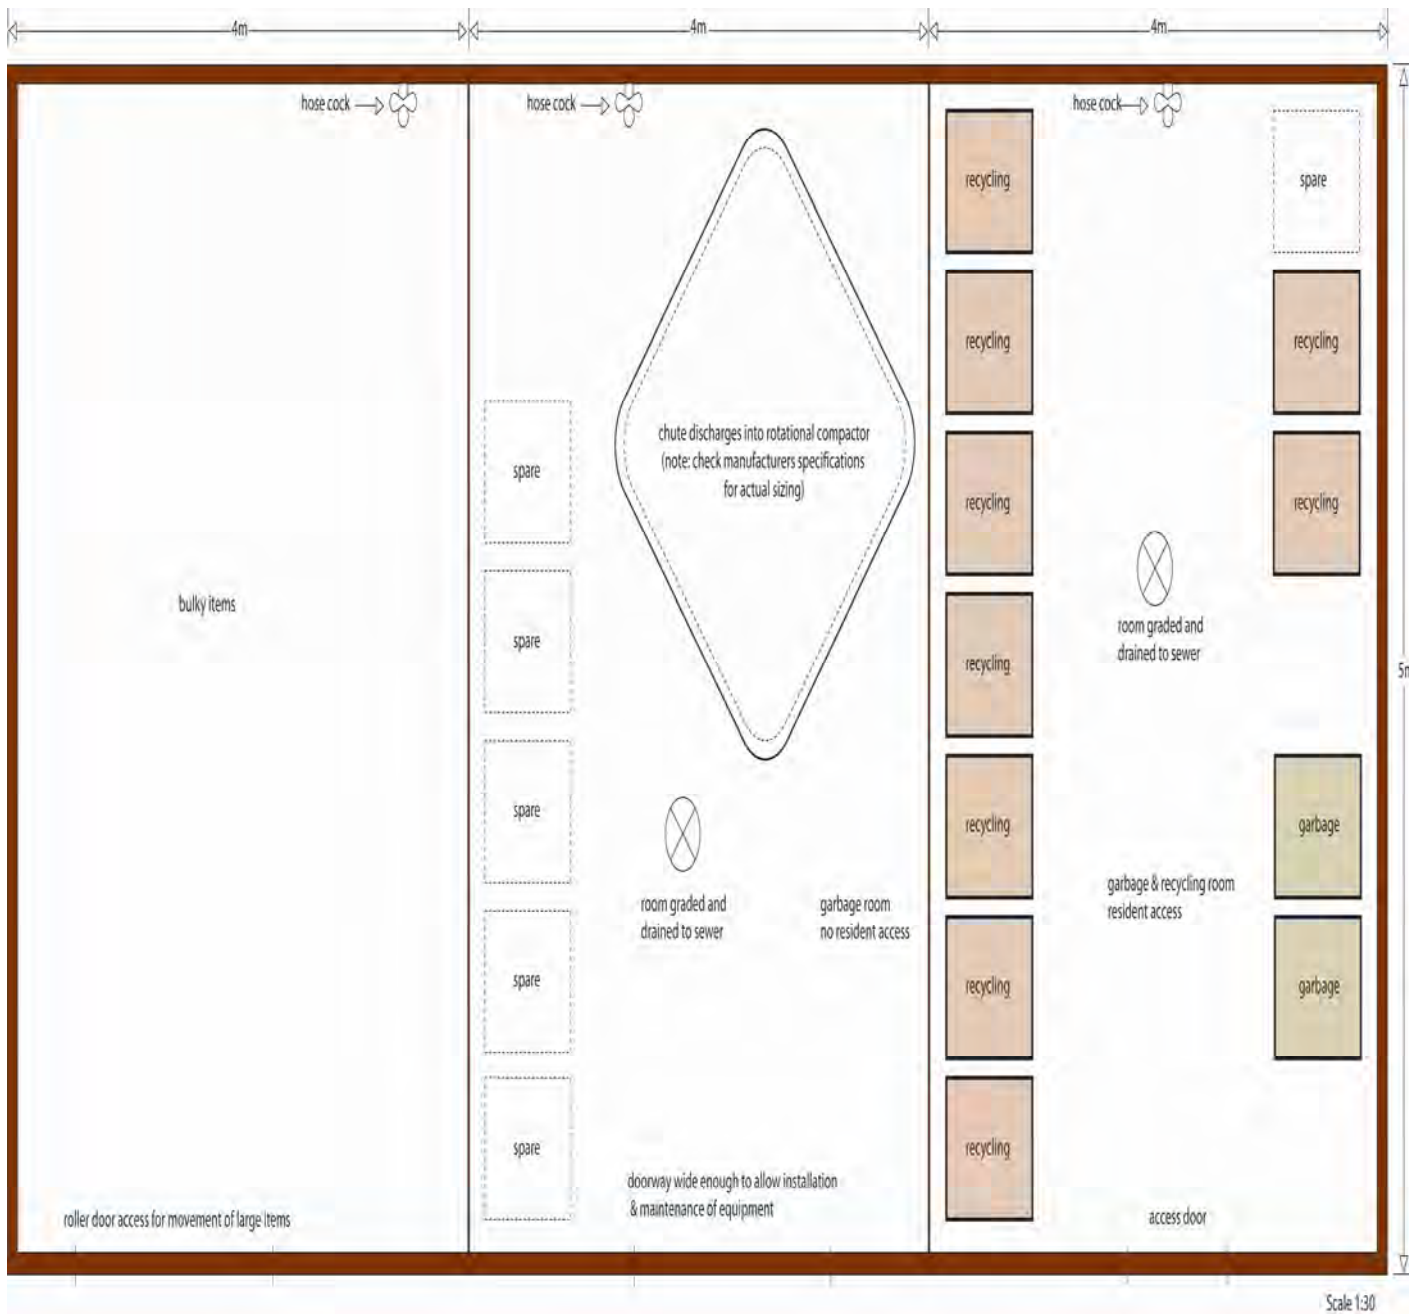 4m
4m
4m
hose cock
hose cock
hose cock
recycling
spare
recycling
recycling
chute discharges into rotational compactor
(note: check manufacturers specifications
for actual sizing)
spare
recycling
recycling
bulky items
spare
recycling
room graded and
drained to sewer
5m
spare
recycling
garbage
room graded and
drained to sewer
garbage room
no resident access
garbage & recycling room
resident access
spare
recycling
garbage
spare
recycling
doorway wide enough to allow installation
& maintenance of equipment
roller door access for movement of large items
access door
Scale 1:30